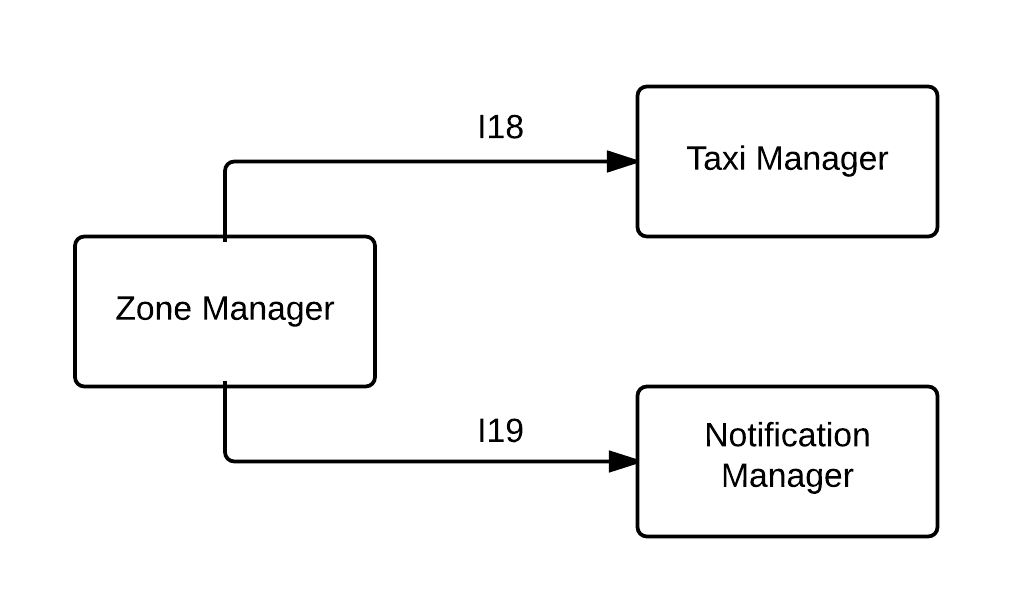 I18
Taxi Manager
Zone Manager
I19
Notification
Manager